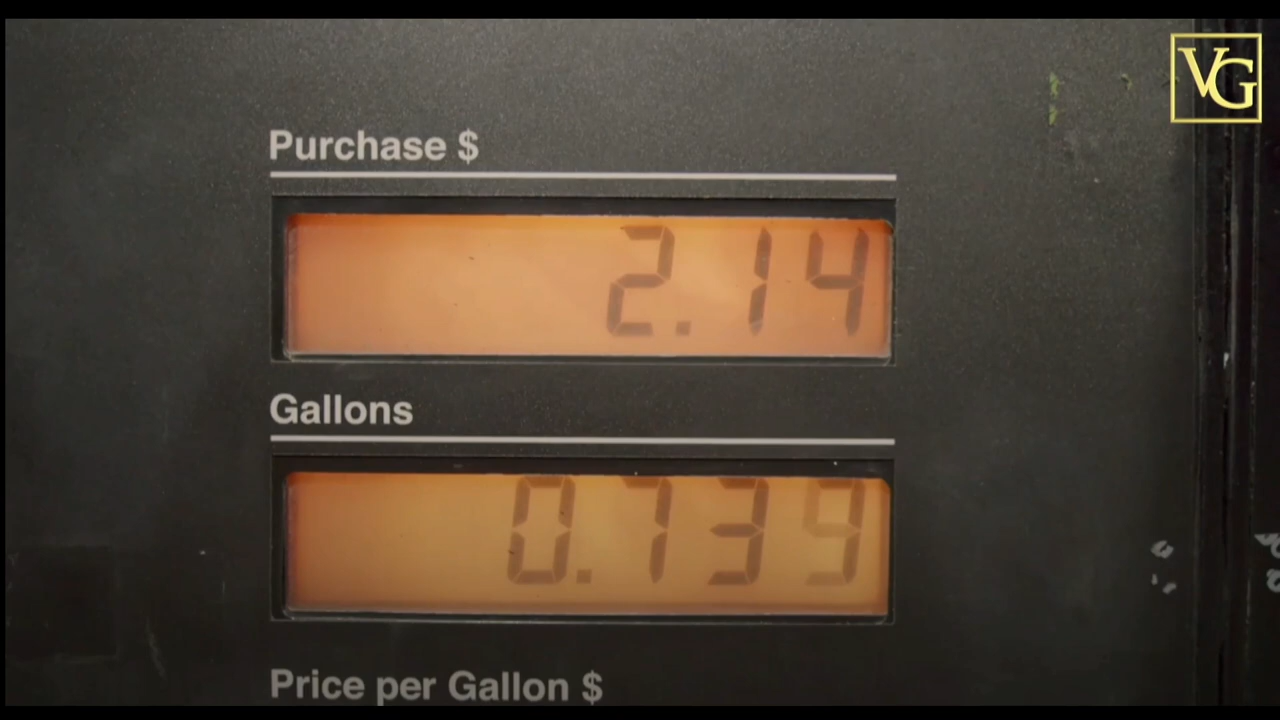 VG
Purchase $
2.14
Gallons
0.739
Price per Gallon $